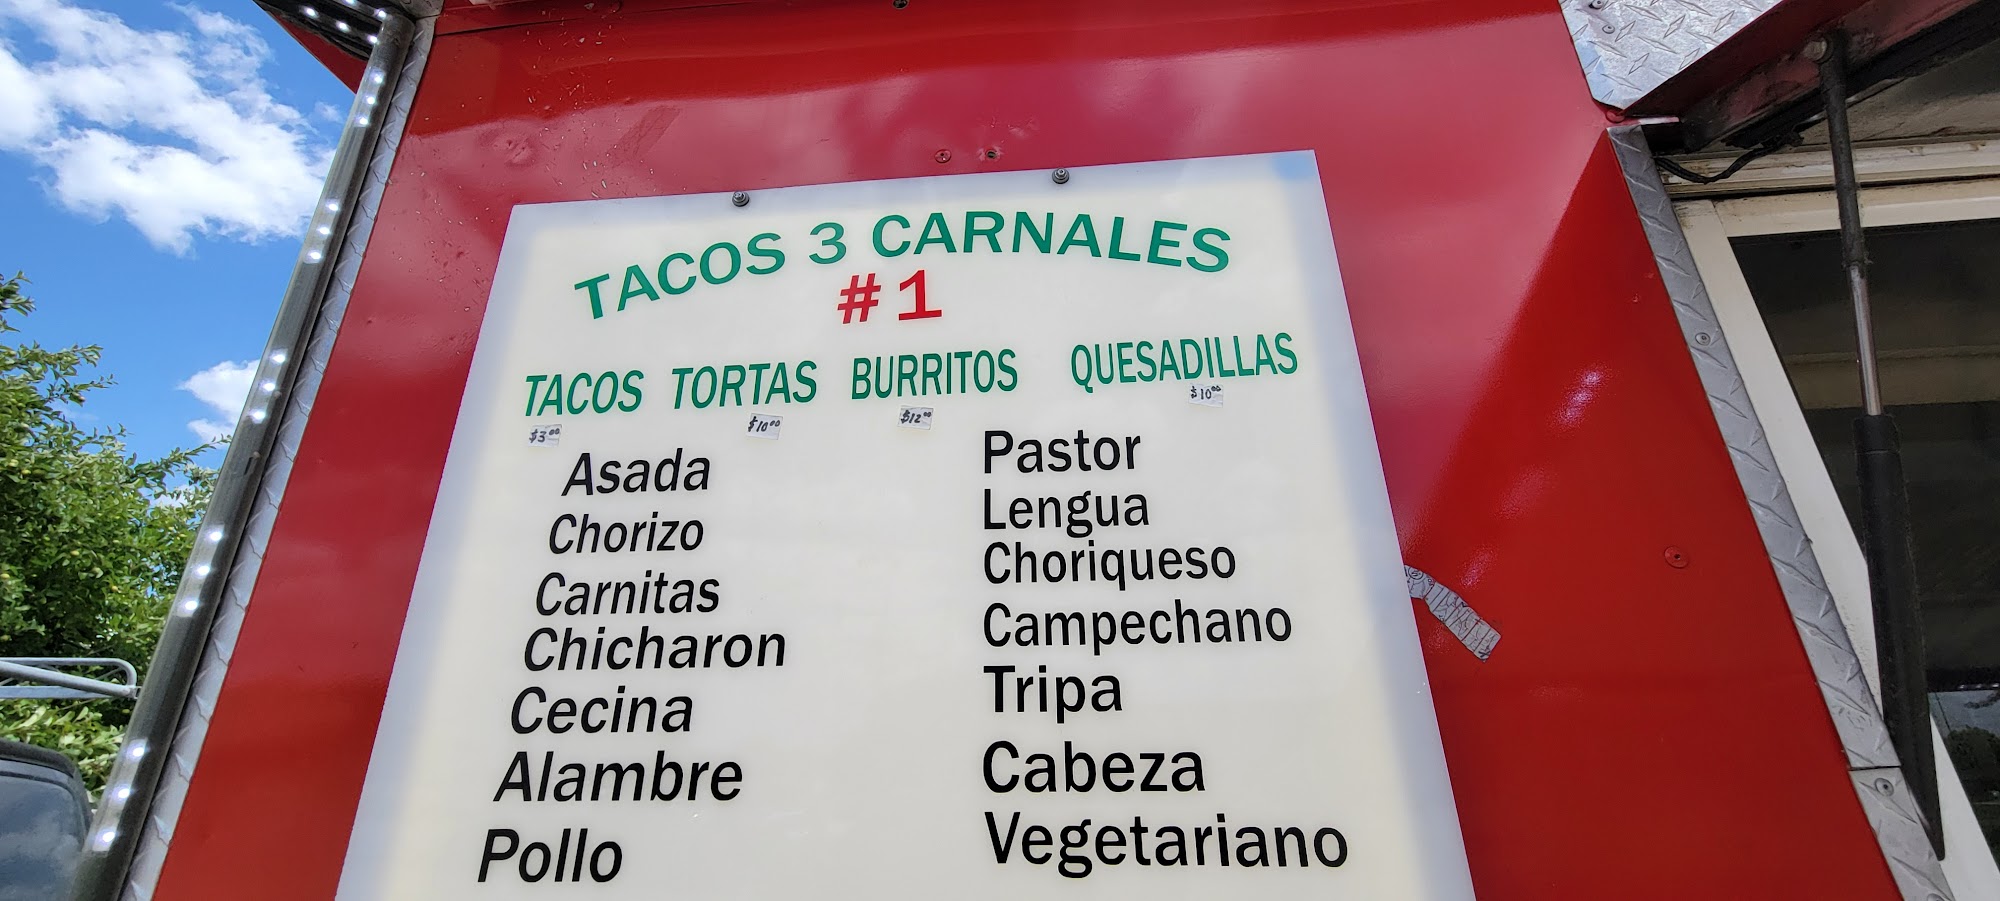 TACOS 3 CARNALES
#1
TACOS TORTAS BURRITOS QUESADILLAS
$3.00 $10.00 $12.00 $10.00
Asada
Chorizo
Carnitas
Chicharon
Cecina
Alambre
Pollo
Pastor
Lengua
Choriqueso
Campechano
Tripa
Cabeza
Vegetariano